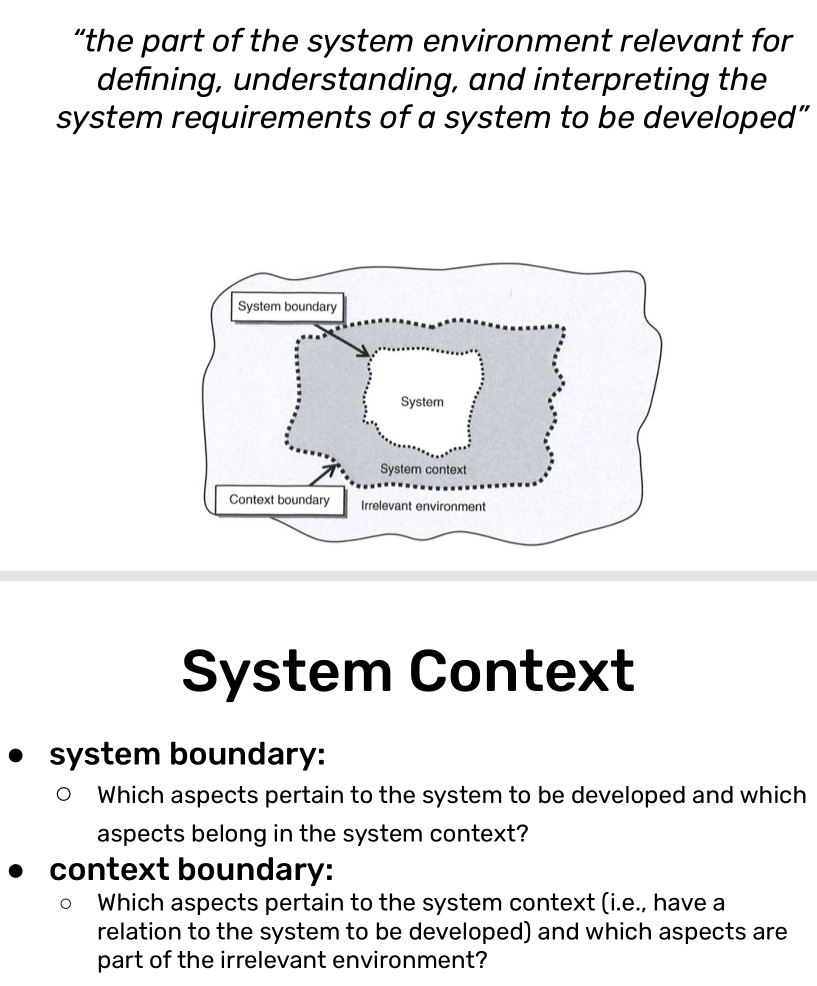 “the part of the system environment relevant for
defining, understanding, and interpreting the
system requirements of a system to be developed”
System boundary
System
System context
Context boundary
Irrelevant environment
System Context
● system boundary:
○ Which aspects pertain to the system to be developed and which
aspects belong in the system context?
● context boundary:
○ Which aspects pertain to the system context (i.e., have a
relation to the system to be developed) and which aspects are
part of the irrelevant environment?